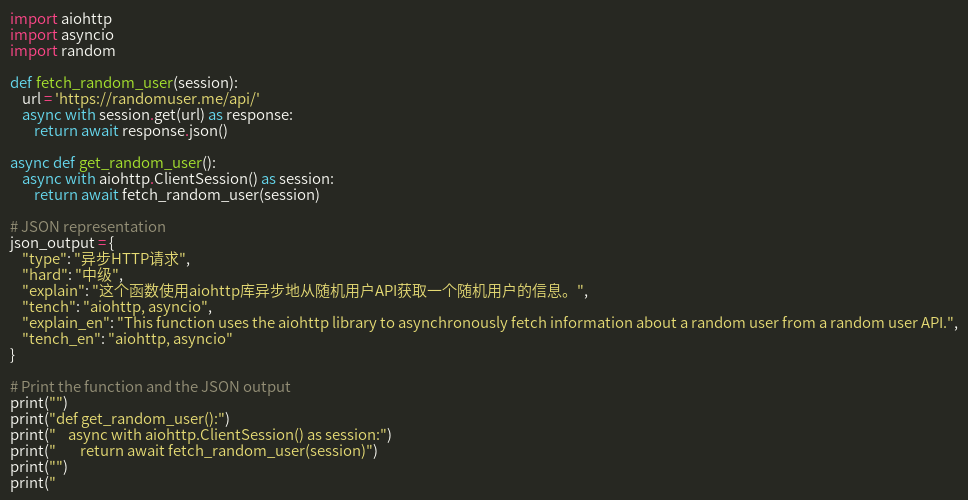 import aiohttp
import asyncio
import random

def fetch_random_user(session):
    url = 'https://randomuser.me/api/'
    async with session.get(url) as response:
        return await response.json()

async def get_random_user():
    async with aiohttp.ClientSession() as session:
        return await fetch_random_user(session)

# JSON representation
json_output = {
    "type": "异步HTTP请求",
    "hard": "中级",
    "explain": "这个函数使用aiohttp库异步地从随机用户API获取一个随机用户的信息。",
    "tench": "aiohttp, asyncio",
    "explain_en": "This function uses the aiohttp library to asynchronously fetch information about a random user from a random user API.",
    "tench_en": "aiohttp, asyncio"
}

# Print the function and the JSON output
print("")
print("def get_random_user():")
print("    async with aiohttp.ClientSession() as session:")
print("        return await fetch_random_user(session)")
print("")
print("